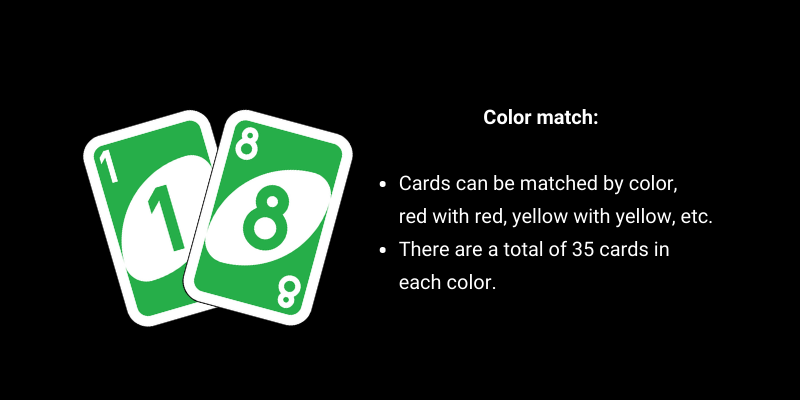 1
1
8
8
8
Color match:
• Cards can be matched by color,
red with red, yellow with yellow, etc.
• There are a total of 35 cards in
each color.